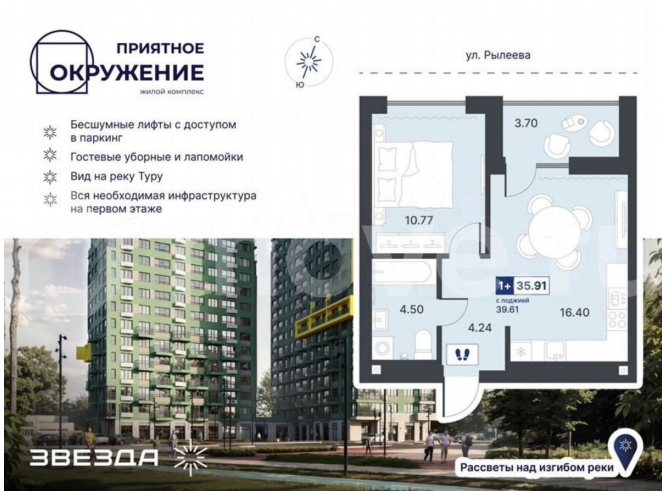 ПРИЯТНОЕ
ОКРУЖЕНИЕ
жилой комплекс
С
Ю
ул. Рылеева
Бесшумные лифты с доступом
в паркинг
Гостевые уборные и лапомойки
Вид на реку Туру
Вся необходимая инфраструктура
на первом этаже
3.70
10.77
1+ 35.91
с лоджией
39.61
4.50
4.24
16.40
ЗВЕЗДА
Рассветы над изгибом реки